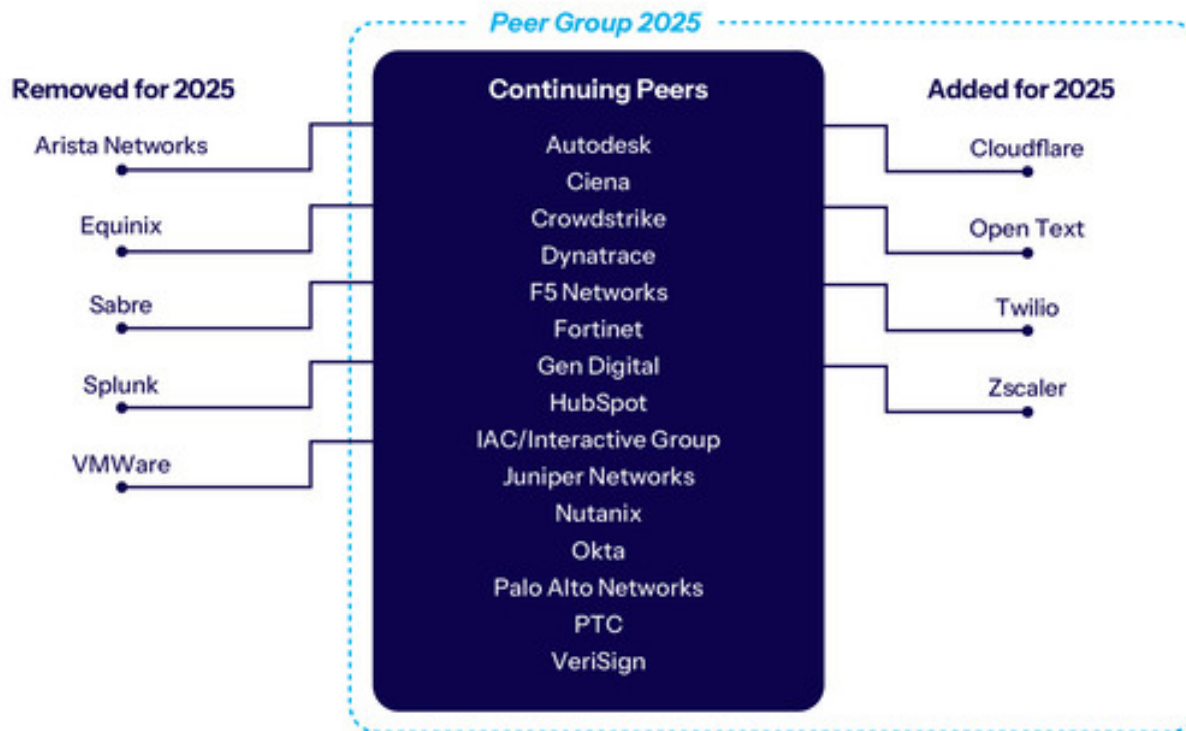 Peer Group 2025
Removed for 2025
Arista Networks
Equinix
Sabre
Splunk
VMWare
Continuing Peers
Autodesk
Ciena
Crowdstrike
Dynatrace
F5 Networks
Fortinet
Gen Digital
HubSpot
IAC/Interactive Group
Juniper Networks
Nutanix
Okta
Palo Alto Networks
PTC
VeriSign
Added for 2025
Cloudflare
Open Text
Twilio
Zscaler